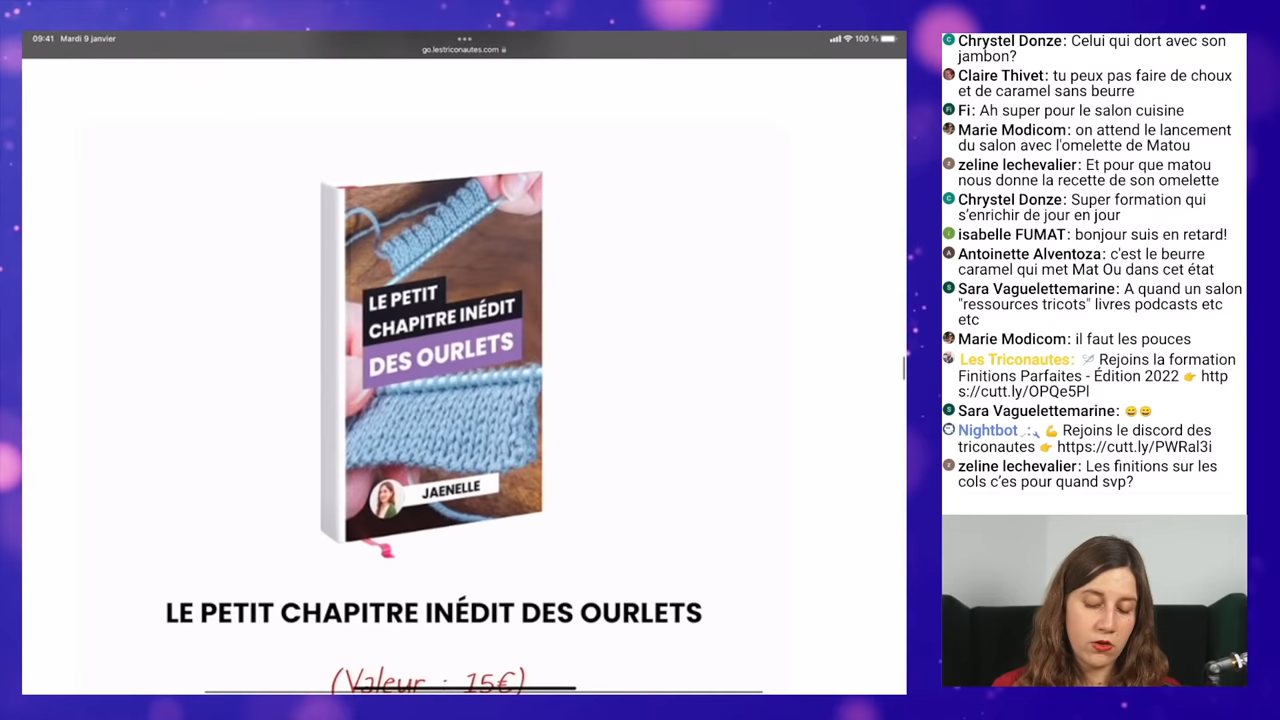 09:41 Mardi 9 janvier
go.lestriconautes.com
100 %
LE PETIT
CHAPITRE INÉDIT
DES OURLETS
JAENELLE
LE PETIT CHAPITRE INÉDIT DES OURLETS
(Valeur : 15€)
Chrystel Donze: Celui qui dort avec son
jambon?
Claire Thivet: tu peux pas faire de choux
et de caramel sans beurre
Fi: Ah super pour le salon cuisine
Marie Modicom: on attend le lancement
du salon avec l'omelette de Matou
zeline lechevalier: Et pour que matou
nous donne la recette de son omelette
Chrystel Donze: Super formation qui
s’enrichir de jour en jour
isabelle FUMAT: bonjour suis en retard!
Antoinette Alventoza: c'est le beurre
caramel qui met Mat Ou dans cet état
Sara Vaguelettemarine: A quand un salon
"ressources tricots" livres podcasts etc
etc
Marie Modicom: il faut les pouces
Les Triconautes: Rejoins la formation
Finitions Parfaites - Édition 2022 👉 http
s://cutt.ly/OPQe5Pl
Sara Vaguelettemarine: 😄😄
Nightbot : 💪 Rejoins le discord des
triconautes 👉 https://cutt.ly/PWRal3i
zeline lechevalier: Les finitions sur les
cols c’es pour quand svp?